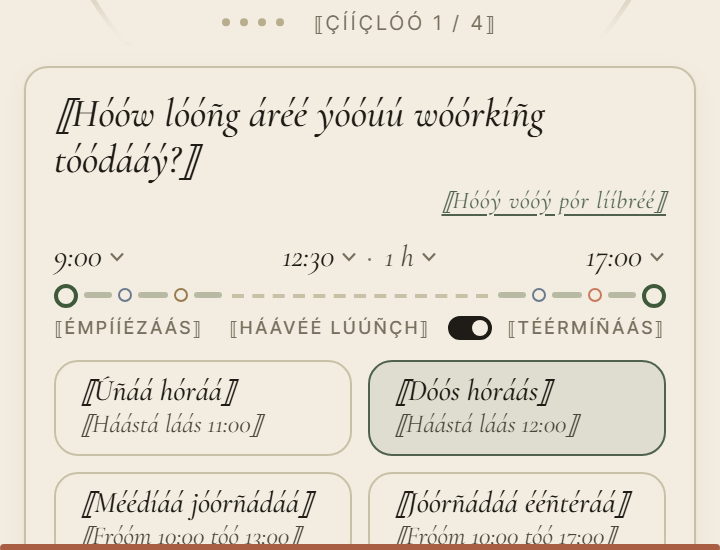 ⟦ÇÍÍÇLÓÓ 1 / 4⟧
⟦Hóów lóóñg áréé ýóóúú wóórkíñg
tóódááý?⟧
⟦Hóóý vóóý pór lííbréé⟧
9:00 12:30 · 1 h 17:00
⟦ÉMPÍÍÉZÁÁS⟧ ⟦HÁÁVÉÉ LÚÚÑÇH⟧ ⟦TÉÉRMÍÑÁÁS⟧
⟦Úñáá hóráá⟧ ⟦Dóós hóráás⟧
⟦Háástá láás 11:00⟧ ⟦Háástá láás 12:00⟧
⟦Méédíáá jóórñádáá⟧ ⟦Jóórñádáá ééñtéráá⟧
⟦Fróóm 10:00 tóó 13:00⟧ ⟦Fróóm 10:00 tóó 17:00⟧